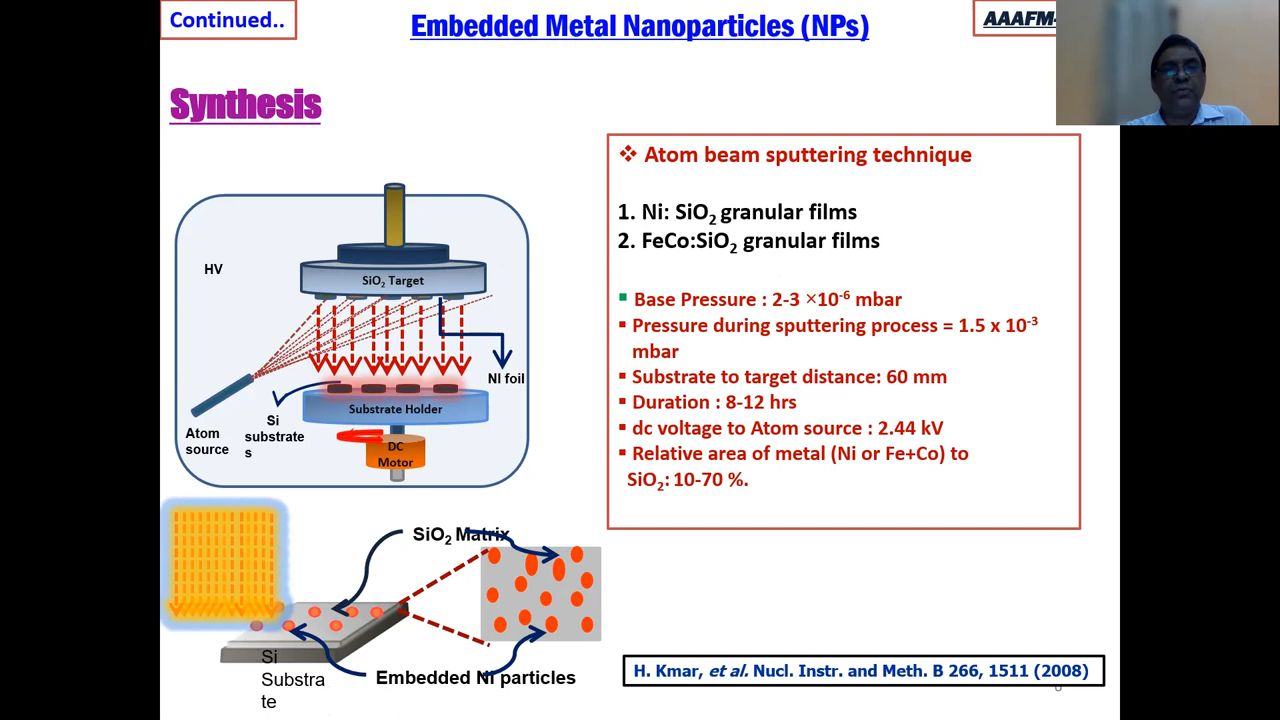 Continued..
Embedded Metal Nanoparticles (NPs)
AAAFM-
Synthesis
HV
SiO2 Target
NI foil
Si
substrate
s
Substrate Holder
Atom
source
DC
Motor
❖ Atom beam sputtering technique
1. Ni: SiO2 granular films
2. FeCo:SiO2 granular films
▪ Base Pressure : 2-3 ×10-6 mbar
▪ Pressure during sputtering process = 1.5 x 10-3
mbar
▪ Substrate to target distance: 60 mm
▪ Duration : 8-12 hrs
▪ dc voltage to Atom source : 2.44 kV
▪ Relative area of metal (Ni or Fe+Co) to
SiO2: 10-70 %.
SiO2 Matrix
Si
Substra
te
Embedded Ni particles
H. Kmar, et al. Nucl. Instr. and Meth. B 266, 1511 (2008)